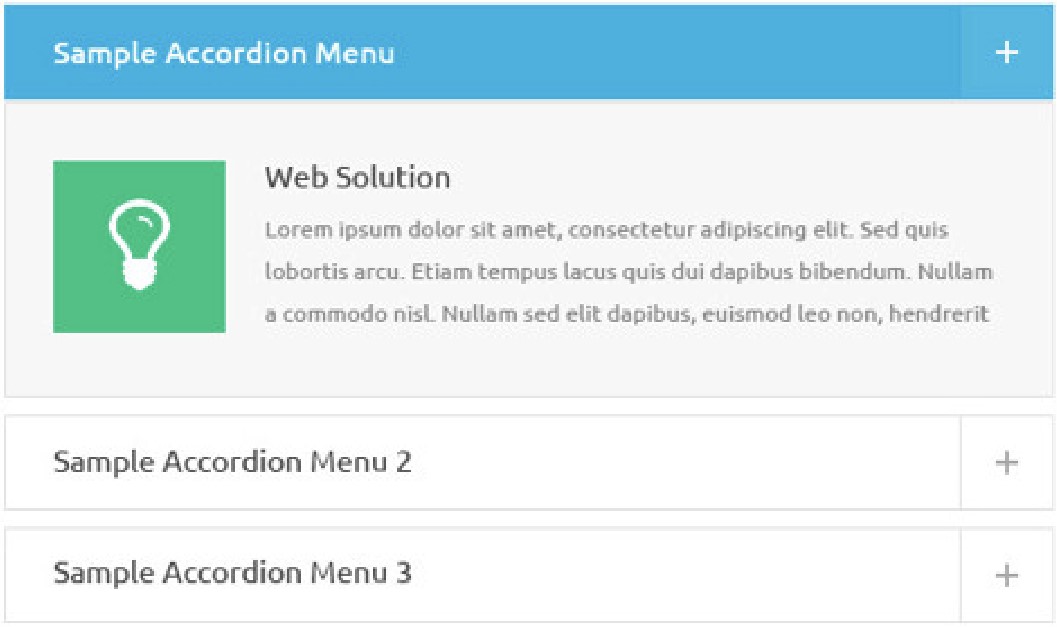 Sample Accordion Menu +
Web Solution
Lorem ipsum dolor sit amet, consectetur adipiscing elit. Sed quis
lobortis arcu. Etiam tempus lacus quis dui dapibus bibendum. Nullam
a commodo nisl. Nullam sed elit dapibus, euismod leo non, hendrerit
Sample Accordion Menu 2 +
Sample Accordion Menu 3 +